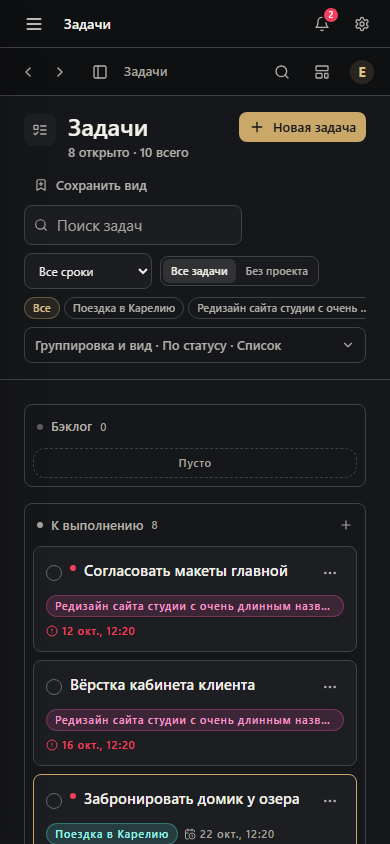 Задачи
2
Задачи
E
Задачи
Новая задача
8 открыто · 10 всего
Сохранить вид
Поиск задач
Все сроки
Все задачи
Без проекта
Все
Поездка в Карелию
Редизайн сайта студии с очень ...
Группировка и вид · По статусу · Список
Бэклог 0
Пусто
К выполнению 8
Согласовать макеты главной
Редизайн сайта студии с очень длинным назв...
12 окт., 12:20
Вёрстка кабинета клиента
Редизайн сайта студии с очень длинным назв...
16 окт., 12:20
Забронировать домик у озера
Поездка в Карелию
22 окт., 12:20